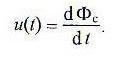 u(t) = dΦc/dt.